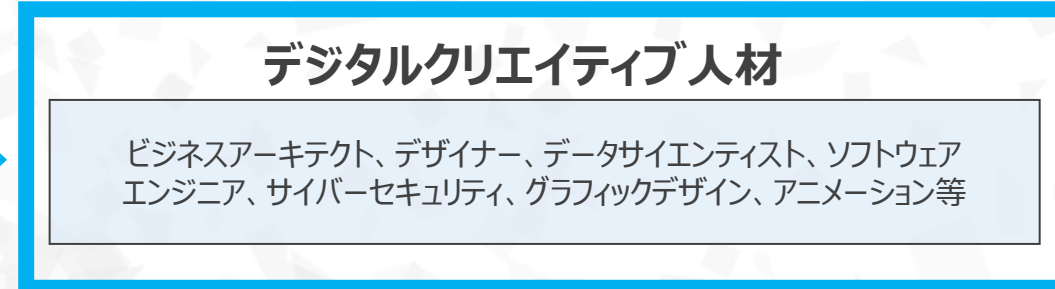 デジタルクリエイティブ人材
ビジネスアーキテクト、デザイナー、データサイエンティスト、ソフトウェア
エンジニア、サイバーセキュリティ、グラフィックデザイン、アニメーション等